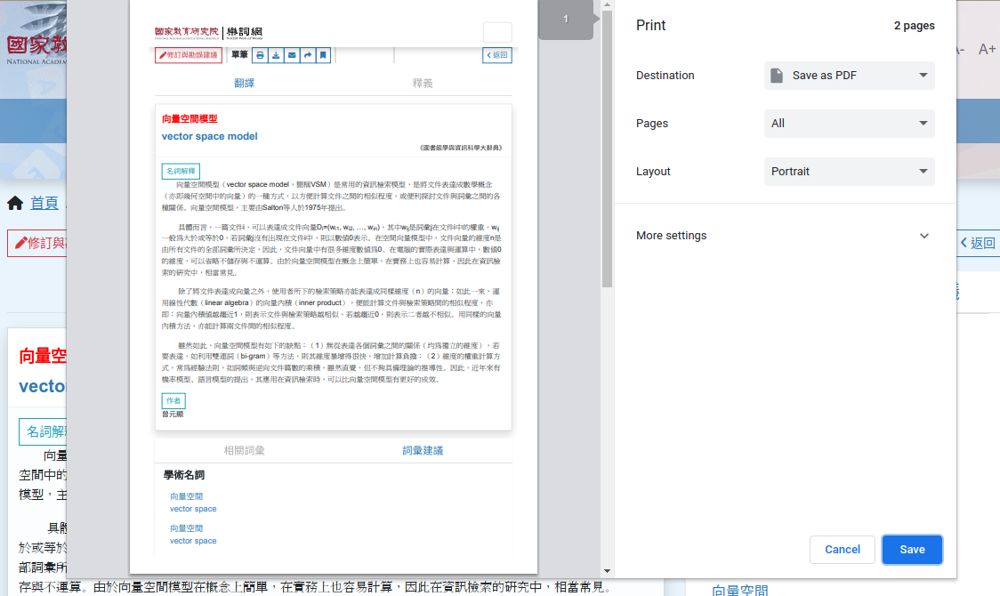 國家教育研究院 樂詞網
修訂與勘誤建議
單筆
返回
翻譯
釋義
向量空間模型
vector space model
《圖書館學與資訊科學大辭典》
名詞解釋
向量空間模型（vector space model，簡稱VSM）是常用的資訊檢索模型，是將文件表達成數學概念
（亦即幾何空間中的向量）的一種方式，以方便計算文件之間的相似程度，或便利探討文件與詞彙之間的各
種關係。向量空間模型，主要由Salton等人於1975年提出。
具體而言，一篇文件i，可以表達成文件向量Di=(wi1, wi2, …, win)，其中wij是詞彙j在文件i中的權重，wij
一般為大於或等於0，若詞彙j沒有出現在文件i中，則以數值0表示。在空間向量模型中，文件向量的維度n是
由所有文件的全部詞彙所決定，因此，文件向量中有很多維度數值為0。在電腦的實際表達與運算中，數值0
的維度，可以省略不儲存與不運算。由於向量空間模型在概念上簡單，在實務上也容易計算，因此在資訊檢
索的研究中，相當常見。
除了將文件表達成向量之外，使用者所下的檢索策略亦能表達成同樣維度（n）的向量；如此一來，運
用線性代數（linear algebra）的向量內積（inner product），便能計算文件與檢索策略間的相似程度，亦
即：向量內積值越趨近1，則表示文件與檢索策略越相似，若越趨近0，則表示二者越不相似。用同樣的向量
內積方法，亦能計算兩文件間的相似程度。
雖然如此，向量空間模型有如下的缺點：（1）無從表達各個詞彙之間的關係（均為獨立的維度），若
要表達，如利用雙連詞（bi-gram）等方法，則其維度暴增得很快，增加計算負擔；（2）維度的權重計算方
式，常為經驗法則，如詞頻與逆向文件篇數的乘積，雖然直覺，但不夠具備理論的推導性。因此，近年來有
機率模型、語言模型的提出，其應用在資訊檢索時，可以比向量空間模型有更好的成效。
作者
曾元顯
相關詞彙
詞彙建議
學術名詞
向量空間
vector space
向量空間
vector space
1
Print
2 pages
Destination
Save as PDF
Pages
All
Layout
Portrait
More settings
Cancel
Save
國家教
NATIONAL ACADEM
A-
A+
首頁
修訂與
返回
向量空
vecto
名詞解
向量
空間中的
模型，主
具體
於或等於
部詞彙所
存與不運算。由於向量空間模型在概念上簡單，在實務上也容易計算，因此在資訊檢索的研究中，相當常見。
向量空間